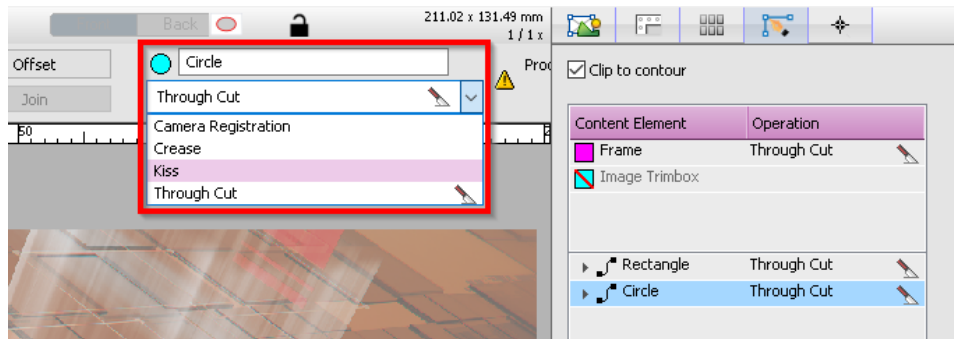 Back
211.02 x 131.49 mm
1 / 1 x
Offset
Circle
Join
Through Cut
Camera Registration
Crease
Kiss
Through Cut
50
Clip to contour
Content Element Operation
Frame Through Cut
Image Trimbox
Rectangle Through Cut
Circle Through Cut